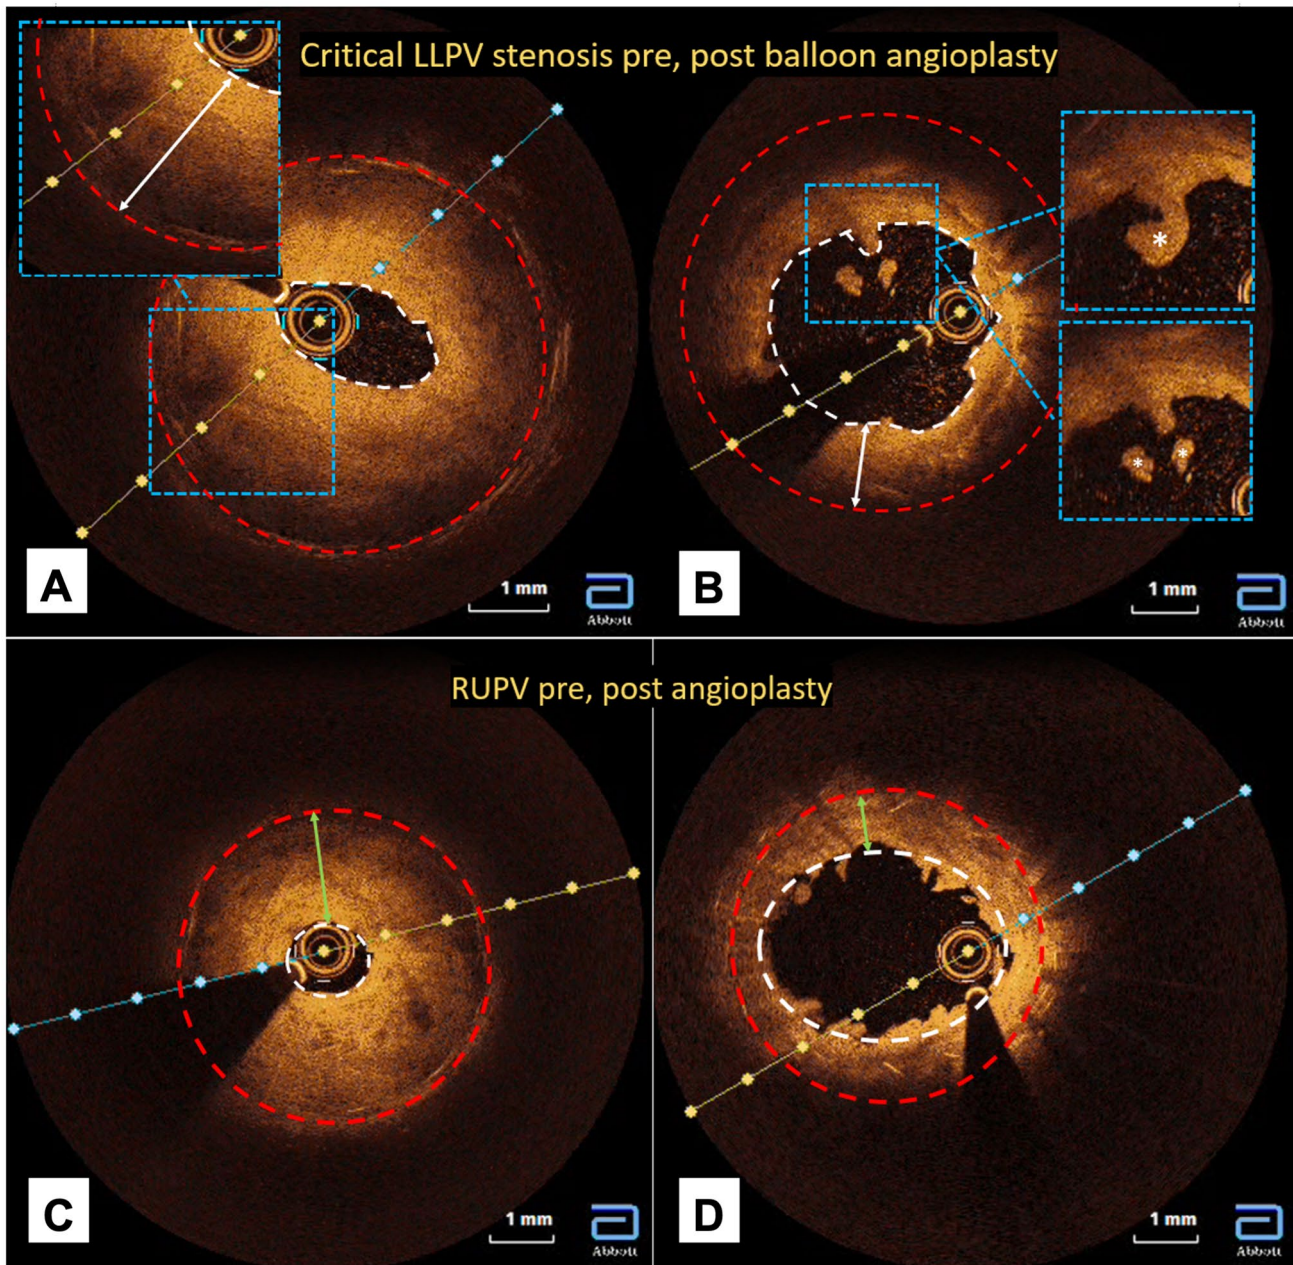 Critical LLPV stenosis pre, post balloon angioplasty
*
* *
A
1 mm
Abbott
B
1 mm
Abbott
RUPV pre, post angioplasty
C
1 mm
Abbott
D
1 mm
Abbott